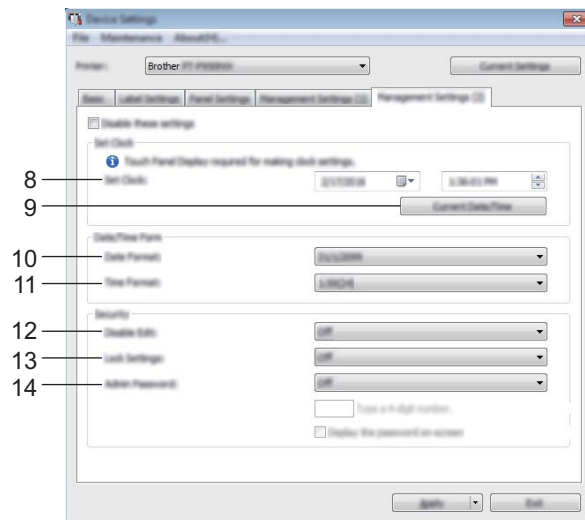 Device Settings
File Maintenance
Printer: Brother Current Settings
Basic Label Settings Panel Settings Management Settings (1) Management Settings (2)
Disable these settings
Set Clock
Touch Panel Display required for making clock settings.
8 Set Clock: 2/17/2016 1:36:01 PM
9 Current Date/Time
Date/Time Form
10 Date Format:
11 Time Format:
Security
12 Disable Edit: Off
13 Lock Settings: Off
14 Admin Password: Off
Type a 4-digit number.
Display the password on-screen
Apply Exit